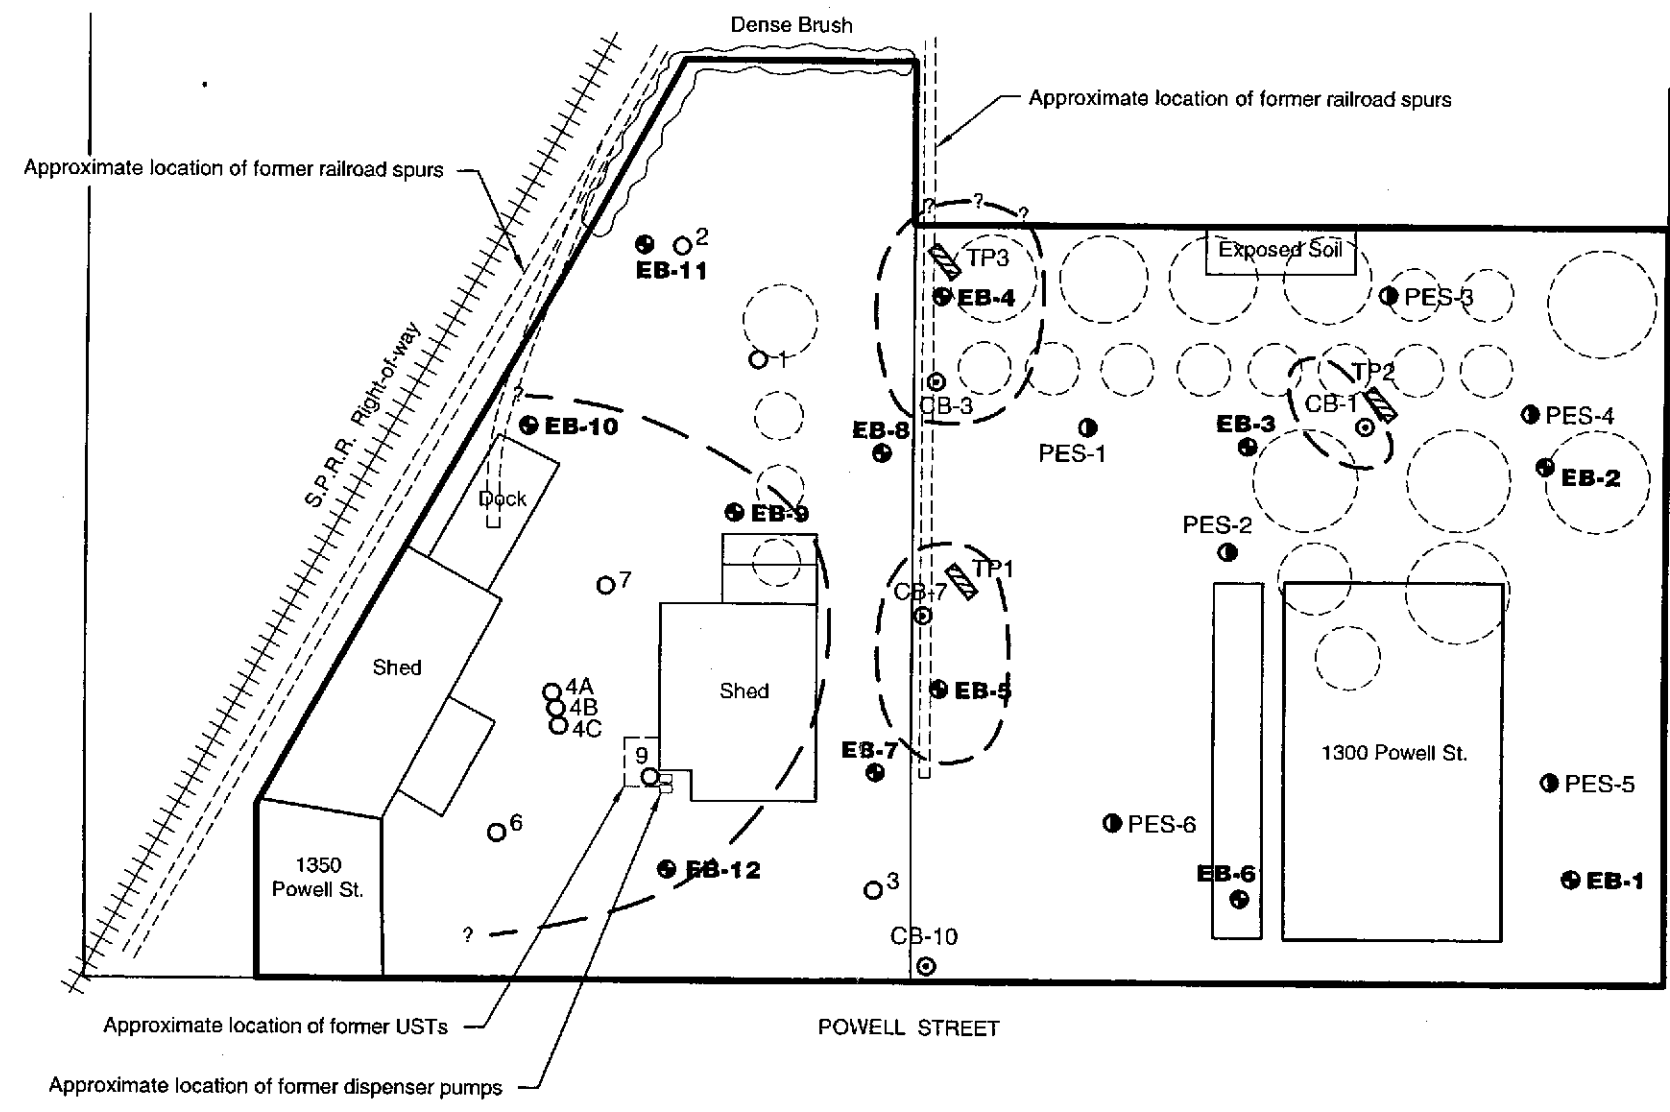 Dense Brush
Approximate location of former railroad spurs
Approximate location of former railroad spurs
? ? ?
Exposed Soil
2
EB-11
TP3
EB-4
PES-3
S.P.R.R. Right-of-way
1
TP2
?
CB-3
CB-1
EB-10
EB-8
PES-1
EB-3
PES-4
EB-2
Dock
EB-9
PES-2
7
TP1
CB-7
Shed
4A
4B
4C
Shed
EB-5
9
EB-7
1300 Powell St.
PES-5
6
PES-6
1350
Powell St.
EB-12
3
EB-6
EB-1
?
CB-10
Approximate location of former USTs
POWELL STREET
Approximate location of former dispenser pumps